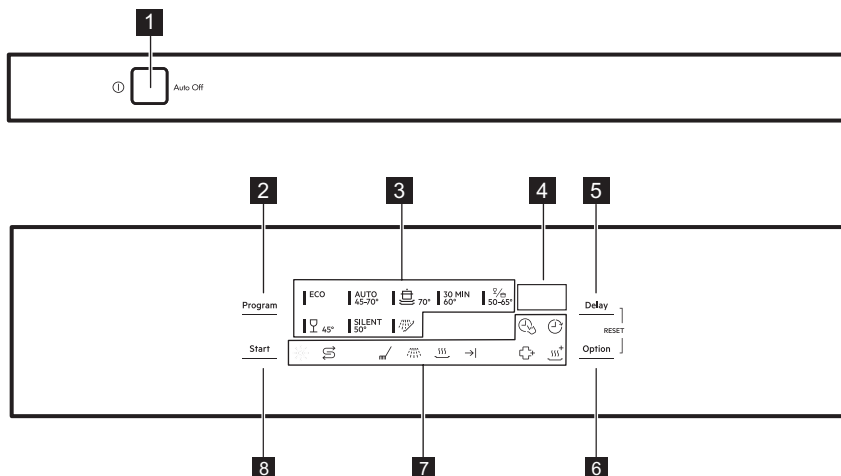 1
Auto Off
2 3 4 5
Program
ECO
AUTO
45-70°
70°
30 MIN
60°
50-65°
Delay
45°
SILENT
50°
RESET
Start
Option
8 7 6